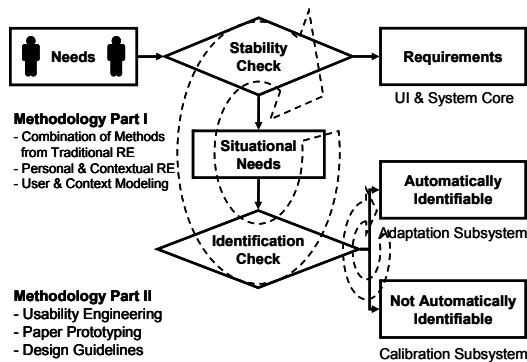 Needs
Stability
Check
Requirements
UI & System Core
Methodology Part I
- Combination of Methods
from Traditional RE
- Personal & Contextual RE
- User & Context Modeling
Situational
Needs
Automatically
Identifiable
Adaptation Subsystem
Identification
Check
Methodology Part II
- Usability Engineering
- Paper Prototyping
- Design Guidelines
Not Automatically
Identifiable
Calibration Subsystem